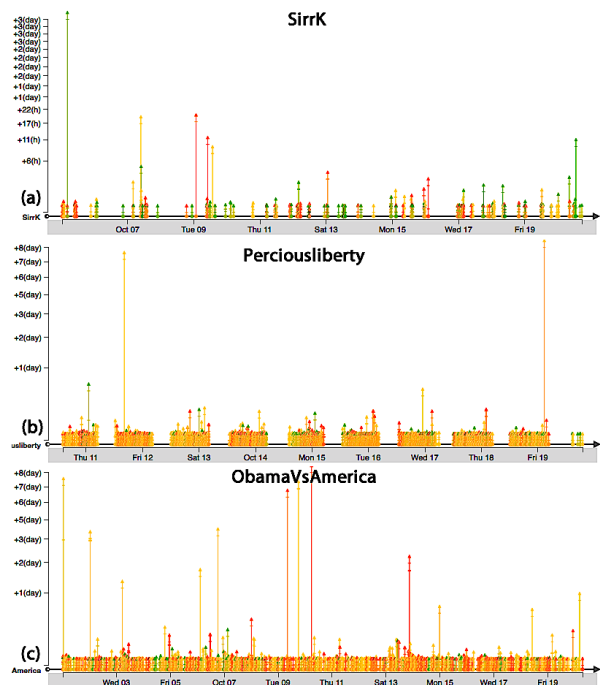 SirrK
+3(day)
+3(day)
+3(day)
+3(day)
+2(day)
+2(day)
+2(day)
+2(day)
+1(day)
+1(day)
+22(h)
+17(h)
+11(h)
+6(h)
(a)
SirrK
Oct 07 Tue 09 Thu 11 Sat 13 Mon 15 Wed 17 Fri 19
Perciousliberty
+8(day)
+7(day)
+6(day)
+5(day)
+3(day)
+2(day)
+1(day)
(b)
usliberty
Thu 11 Fri 12 Sat 13 Oct 14 Mon 15 Tue 16 Wed 17 Thu 18 Fri 19
ObamaVsAmerica
+8(day)
+7(day)
+6(day)
+5(day)
+3(day)
+2(day)
+1(day)
(c)
America
Wed 03 Fri 05 Oct 07 Tue 09 Thu 11 Sat 13 Mon 15 Wed 17 Fri 19